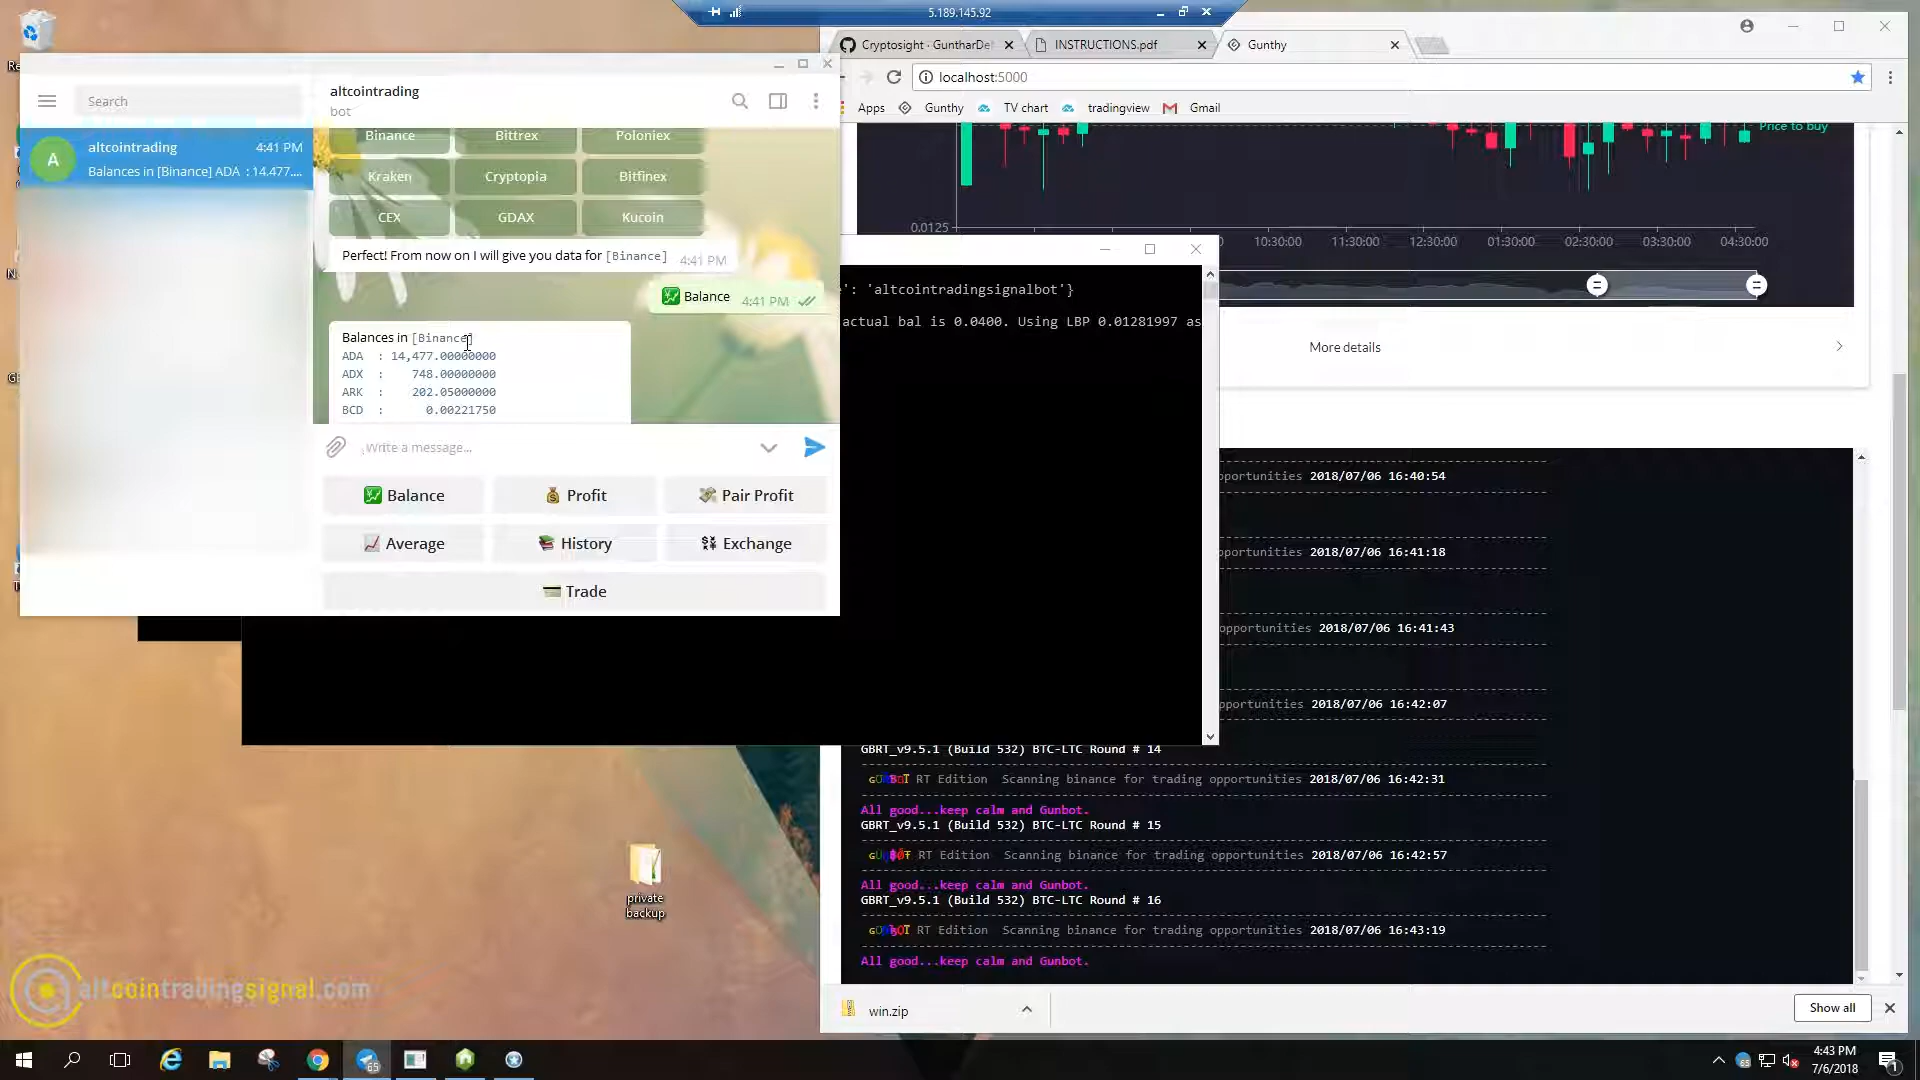 5.189.145.92
Cryptosight · GuntharDe
INSTRUCTIONS.pdf
Gunthy
localhost:5000
Apps
Gunthy
TV chart
tradingview
Gmail
Search
altcointrading
bot
altcointrading
4:41 PM
Balances in [Binance] ADA : 14.477....
A
Binance
Bittrex
Poloniex
Kraken
Cryptopia
Bitfinex
CEX
GDAX
Kucoin
Perfect! From now on I will give you data for [Binance] 4:41 PM
Balance 4:41 PM
Balances in [Binance]
ADA : 14,477.00000000
ADX : 748.00000000
ARK : 202.05000000
BCD : 0.00221750
Write a message...
Balance
Profit
Pair Profit
Average
History
Exchange
Trade
': 'altcointradingsignalbot'}
actual bal is 0.0400. Using LBP 0.01281997 as
Price to buy
0.0125
10:30:00
11:30:00
12:30:00
01:30:00
02:30:00
03:30:00
04:30:00
More details
opportunities 2018/07/06 16:40:54
opportunities 2018/07/06 16:41:18
opportunities 2018/07/06 16:41:43
opportunities 2018/07/06 16:42:07
GBRT_v9.5.1 (Build 532) BTC-LTC Round # 14
GUNBOT RT Edition Scanning binance for trading opportunities 2018/07/06 16:42:31
All good...keep calm and Gunbot.
GBRT_v9.5.1 (Build 532) BTC-LTC Round # 15
GUNBOT RT Edition Scanning binance for trading opportunities 2018/07/06 16:42:57
All good...keep calm and Gunbot.
GBRT_v9.5.1 (Build 532) BTC-LTC Round # 16
GUNBOT RT Edition Scanning binance for trading opportunities 2018/07/06 16:43:19
All good...keep calm and Gunbot.
private
backup
altcointradingsignal.com
win.zip
Show all
65
65
4:43 PM
7/6/2018
1